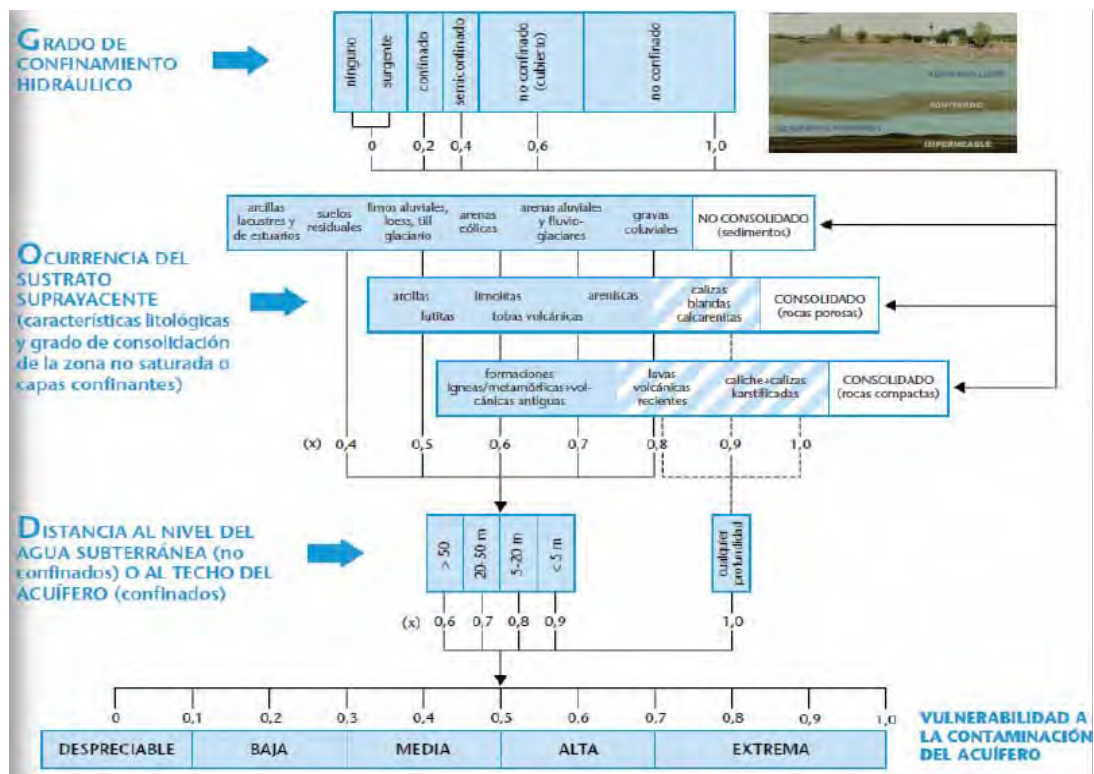 GRADO DE
CONFINAMIENTO
HIDRÁULICO
ninguno
surgente
confinado
semiconfinado
no confinado
(cubierto)
no confinado
0
0,2
0,4
0,6
1,0
IMPERMEABLE
OCURRENCIA DEL
SUSTRATO
SUPRAYACENTE
(características litológicas
y grado de consolidación
de la zona no saturada o
capas confinantes)
arcillas
lacustres y
de estuarios
suelos
residuales
limos aluviales,
loess, till
glaciario
arenas
eólicas
arenas aluviales
y fluvio-
glaciares
gravas
coluviales
NO CONSOLIDADO
(sedimentos)
arcillas
lutitas
limolitas
tobas volcánicas
areniscas
calizas
blandas
calcarenitas
CONSOLIDADO
(rocas porosas)
formaciones
ígneas/metamórficas+vol-
cánicas antiguas
lavas
volcánicas
recientes
caliche+calizas
karstificadas
CONSOLIDADO
(rocas compactas)
(x) 0,4 0,5 0,6 0,7 0,8 0,9 1,0
DISTANCIA AL NIVEL DEL
AGUA SUBTERRÁNEA (no
confinados) O AL TECHO DEL
ACUÍFERO (confinados)
> 50
20-50 m
5-20 m
< 5 m
cualquier
profundidad
(x) 0,6 0,7 0,8 0,9 1,0
0 0,1 0,2 0,3 0,4 0,5 0,6 0,7 0,8 0,9 1,0
DESPRECIABLE BAJA MEDIA ALTA EXTREMA
VULNERABILIDAD A
LA CONTAMINACIÓN
DEL ACUÍFERO